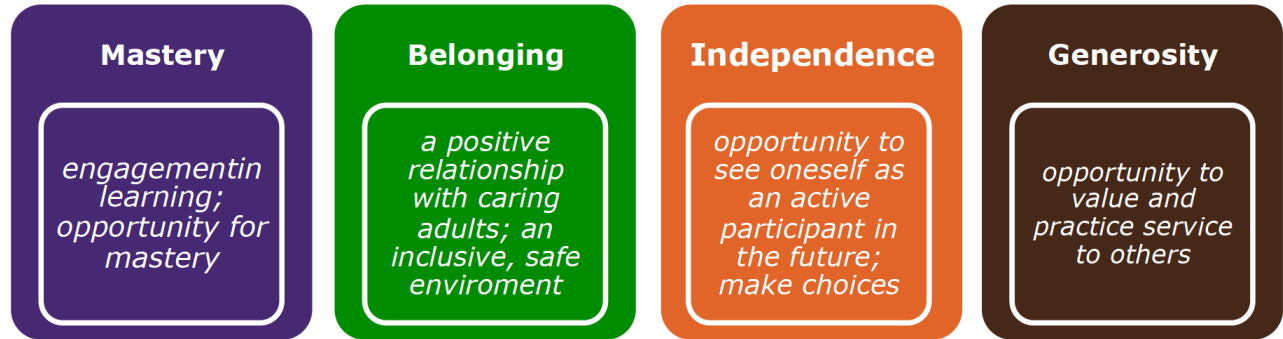 Mastery
engagementin
learning;
opportunity for
mastery
Belonging
a positive
relationship
with caring
adults; an
inclusive, safe
enviroment
Independence
opportunity to
see oneself as
an active
participant in
the future;
make choices
Generosity
opportunity to
value and
practice service
to others